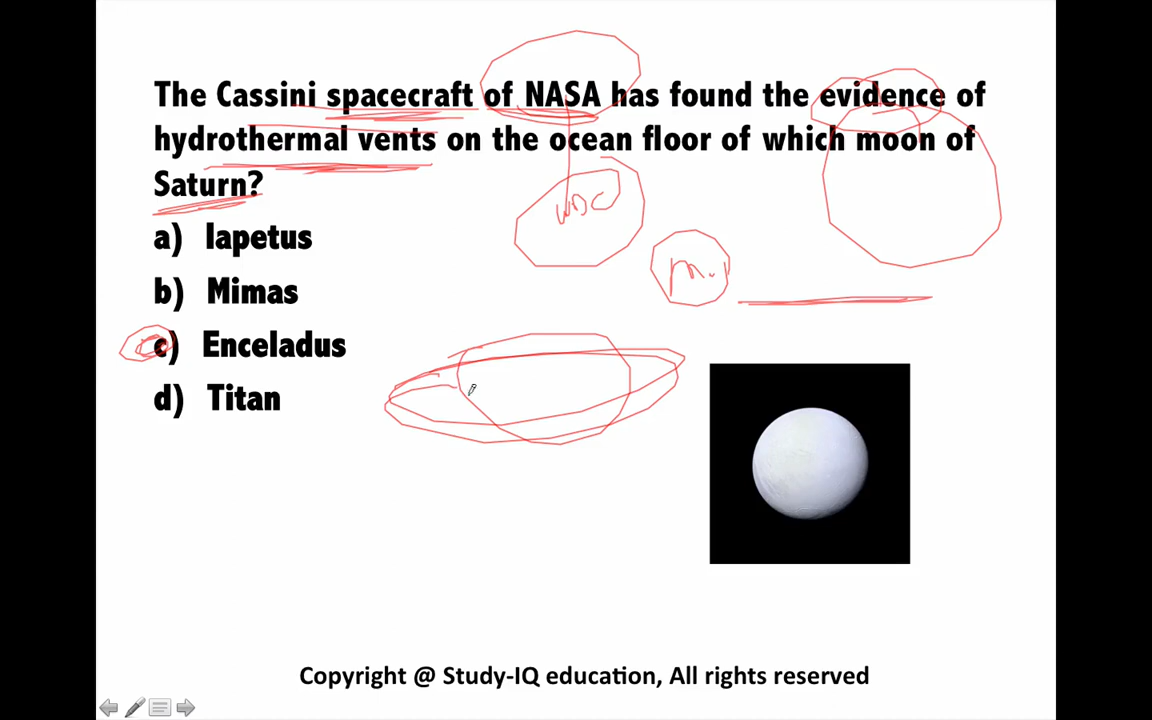 The Cassini spacecraft of NASA has found the evidence of
hydrothermal vents on the ocean floor of which moon of
Saturn?
WDC
a) Iapetus
m.
b) Mimas
c) Enceladus
d) Titan
Copyright @ Study-IQ education, All rights reserved